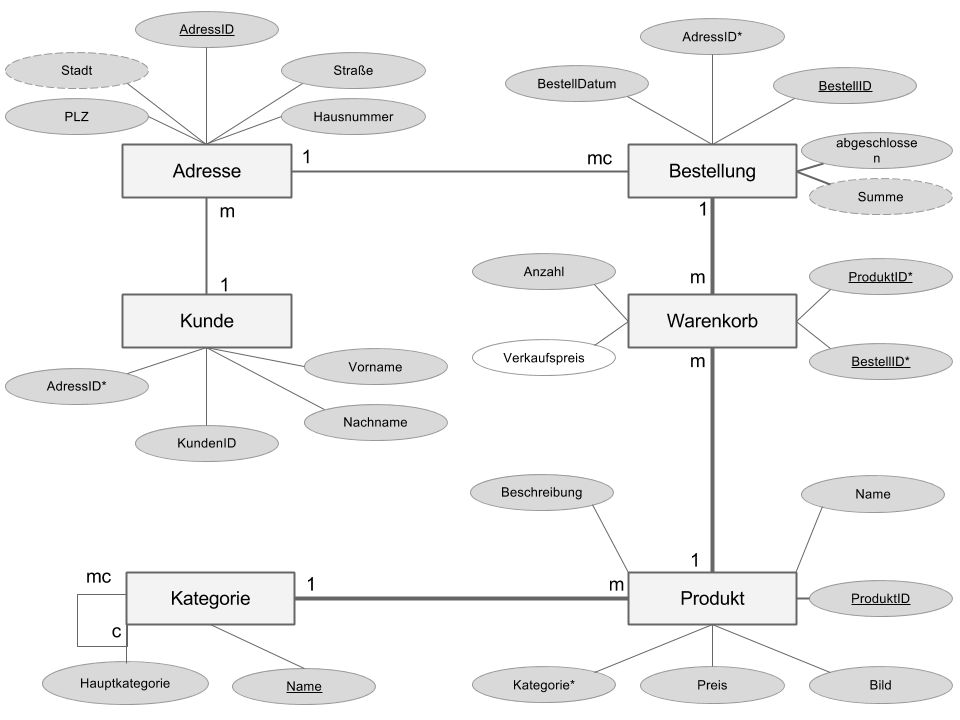 AdressID
Stadt
Straße
PLZ
Hausnummer
Adresse
1
mc
m
1
Kunde
AdressID*
Vorname
KundenID
Nachname
AdressID*
BestellDatum
BestellID
Bestellung
abgeschlosse
n
Summe
1
m
Anzahl
ProduktID*
Warenkorb
Verkaufspreis
BestellID*
m
1
Beschreibung
Name
mc
Kategorie
1
m
Produkt
ProduktID
c
Hauptkategorie
Name
Kategorie*
Preis
Bild